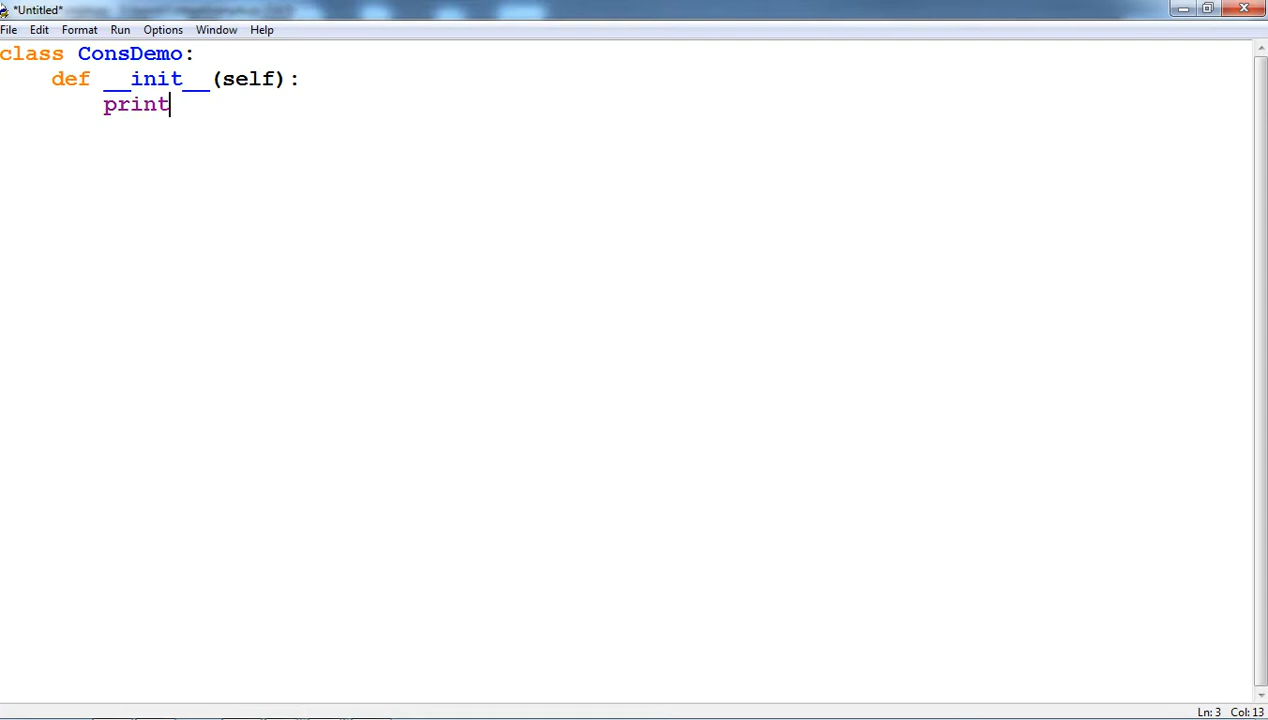 *Untitled*
File Edit Format Run Options Window Help
class ConsDemo:
    def __init__(self):
        print
Ln: 3 Col: 13